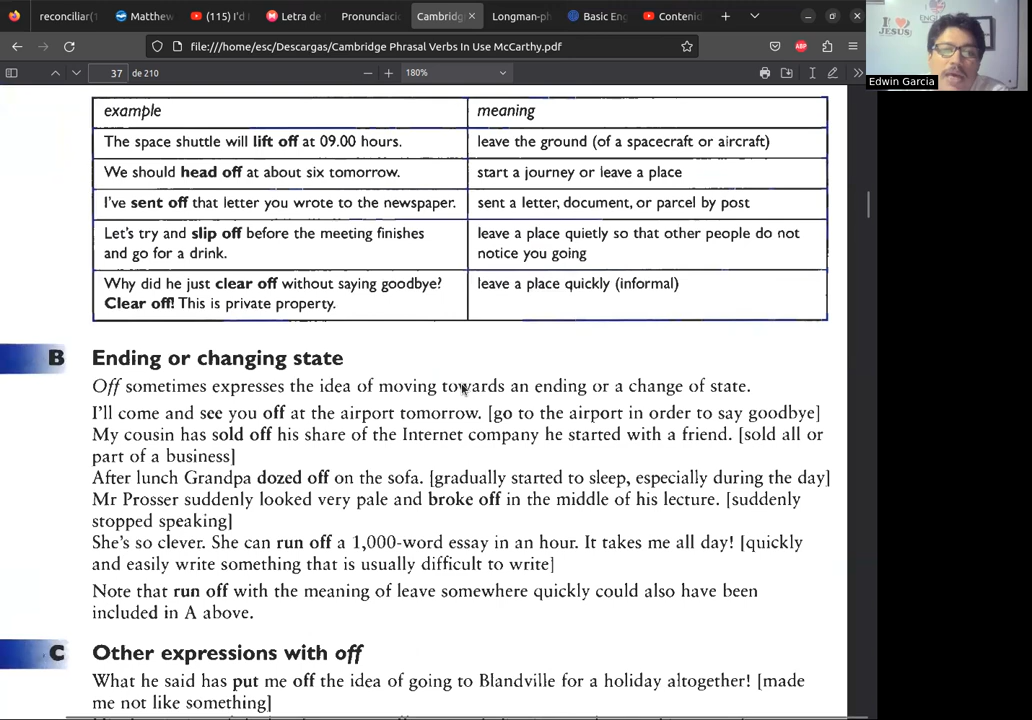 reconciliar(1
Matthew
(115) I'd l
Letra de
Pronunciació
Cambridg
Longman-ph
Basic Eng
Contenid
file:///home/esc/Descargas/Cambridge Phrasal Verbs In Use McCarthy.pdf
ABP
37 de 210
180%
I ❤ JESUS!
Edwin Garcia
example meaning
The space shuttle will lift off at 09.00 hours. leave the ground (of a spacecraft or aircraft)
We should head off at about six tomorrow. start a journey or leave a place
I've sent off that letter you wrote to the newspaper. sent a letter, document, or parcel by post
Let's try and slip off before the meeting finishes leave a place quietly so that other people do not
and go for a drink. notice you going
Why did he just clear off without saying goodbye? leave a place quickly (informal)
Clear off! This is private property.
B Ending or changing state
Off sometimes expresses the idea of moving towards an ending or a change of state.
I'll come and see you off at the airport tomorrow. [go to the airport in order to say goodbye]
My cousin has sold off his share of the Internet company he started with a friend. [sold all or
part of a business]
After lunch Grandpa dozed off on the sofa. [gradually started to sleep, especially during the day]
Mr Prosser suddenly looked very pale and broke off in the middle of his lecture. [suddenly
stopped speaking]
She's so clever. She can run off a 1,000-word essay in an hour. It takes me all day! [quickly
and easily write something that is usually difficult to write]
Note that run off with the meaning of leave somewhere quickly could also have been
included in A above.
C Other expressions with off
What he said has put me off the idea of going to Blandville for a holiday altogether! [made
me not like something]